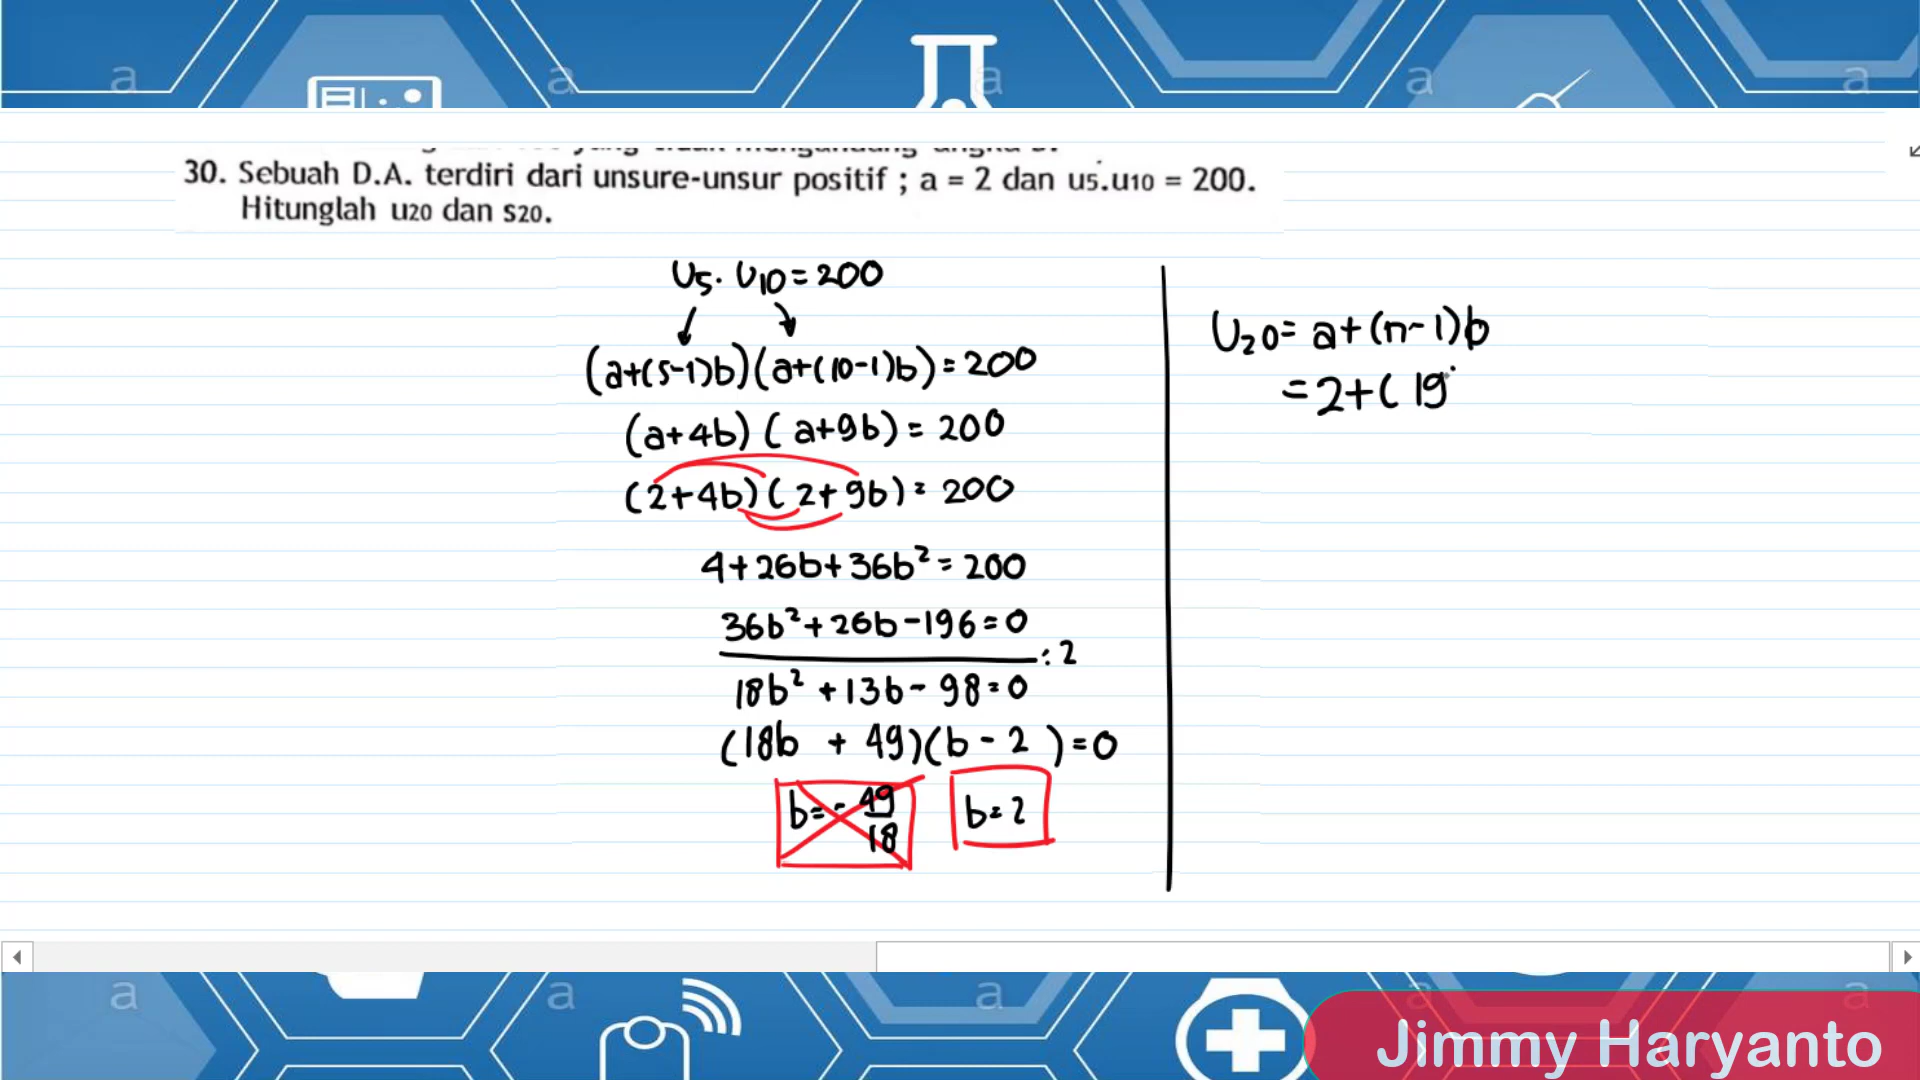 30. Sebuah D.A. terdiri dari unsure-unsur positif ; a = 2 dan u5.u10 = 200.
Hitunglah u20 dan s20.
U5. U10 = 200
(a+(5-1)b)(a+(10-1)b) = 200
(a+4b)(a+9b) = 200
(2+4b)(2+9b) = 200
4+26b+36b² = 200
36b²+26b-196=0
:2
18b² +13b- 98=0
(18b + 49)(b - 2 )=0
b=- 49/18 b=2
U20= a+(n-1)b
=2+( 19
Jimmy Haryanto